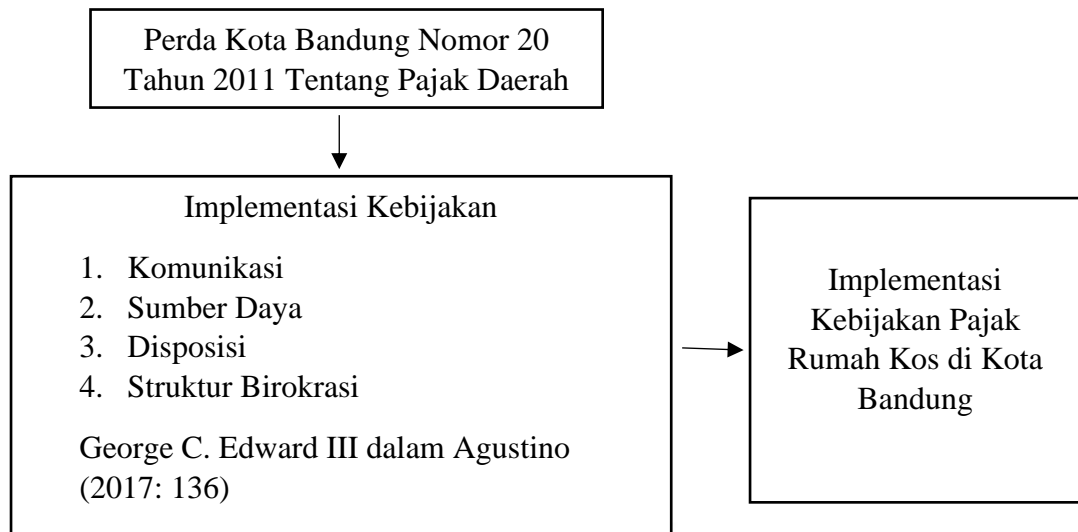 Perda Kota Bandung Nomor 20
Tahun 2011 Tentang Pajak Daerah
Implementasi Kebijakan
1. Komunikasi
2. Sumber Daya
3. Disposisi
4. Struktur Birokrasi
George C. Edward III dalam Agustino
(2017: 136)
Implementasi
Kebijakan Pajak
Rumah Kos di Kota
Bandung